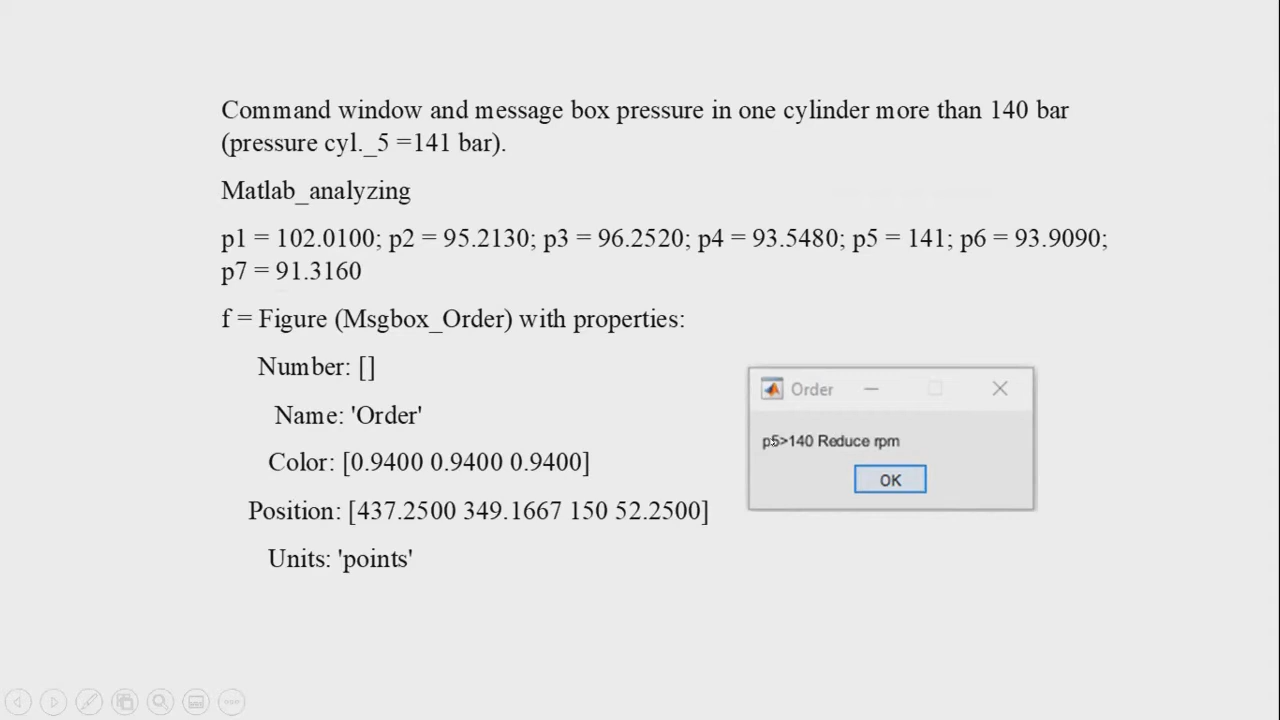 Command window and message box pressure in one cylinder more than 140 bar
(pressure cyl._5 =141 bar).
Matlab_analyzing
p1 = 102.0100; p2 = 95.2130; p3 = 96.2520; p4 = 93.5480; p5 = 141; p6 = 93.9090;
p7 = 91.3160
f = Figure (Msgbox_Order) with properties:
Number: []
Name: 'Order'
Color: [0.9400 0.9400 0.9400]
Position: [437.2500 349.1667 150 52.2500]
Units: 'points'
Order
p5>140 Reduce rpm
OK